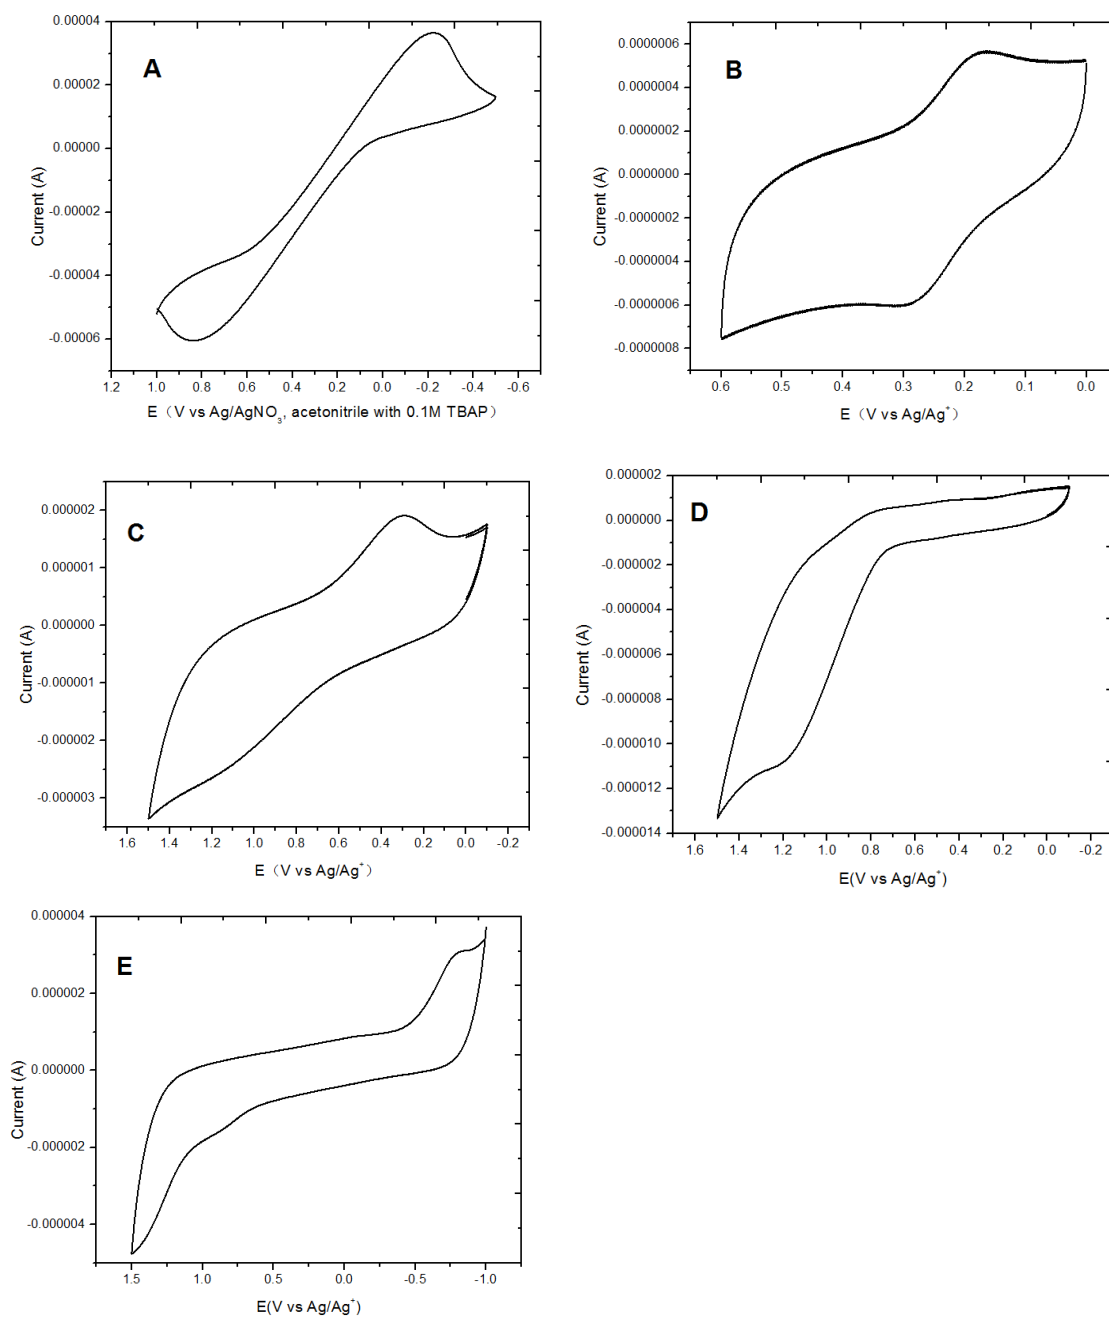 A
0.00004
0.00002
0.00000
-0.00002
-0.00004
-0.00006
Current (A)
1.2 1.0 0.8 0.6 0.4 0.2 0.0 -0.2 -0.4 -0.6
E（V vs Ag/AgNO₃, acetonitrile with 0.1M TBAP）
B
0.0000006
0.0000004
0.0000002
0.0000000
-0.0000002
-0.0000004
-0.0000006
-0.0000008
Current (A)
0.6 0.5 0.4 0.3 0.2 0.1 0.0
E（V vs Ag/Ag⁺）
C
0.000002
0.000001
0.000000
-0.000001
-0.000002
-0.000003
Current (A)
1.6 1.4 1.2 1.0 0.8 0.6 0.4 0.2 0.0 -0.2
E（V vs Ag/Ag⁺）
D
0.000002
0.000000
-0.000002
-0.000004
-0.000006
-0.000008
-0.000010
-0.000012
-0.000014
Current (A)
1.6 1.4 1.2 1.0 0.8 0.6 0.4 0.2 0.0 -0.2
E(V vs Ag/Ag⁺)
E
0.000004
0.000002
0.000000
-0.000002
-0.000004
Current (A)
1.5 1.0 0.5 0.0 -0.5 -1.0
E(V vs Ag/Ag⁺)